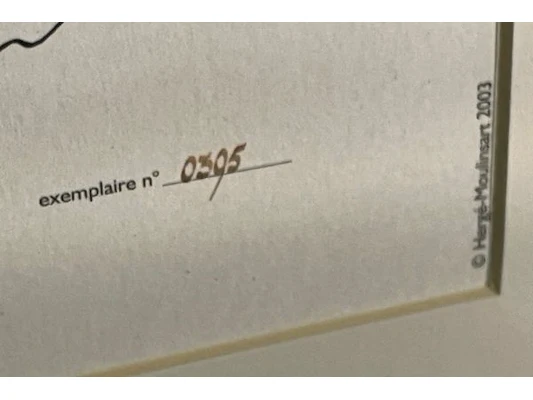 exemplaire n° 0395
© Hergé-Moulinsart 2003